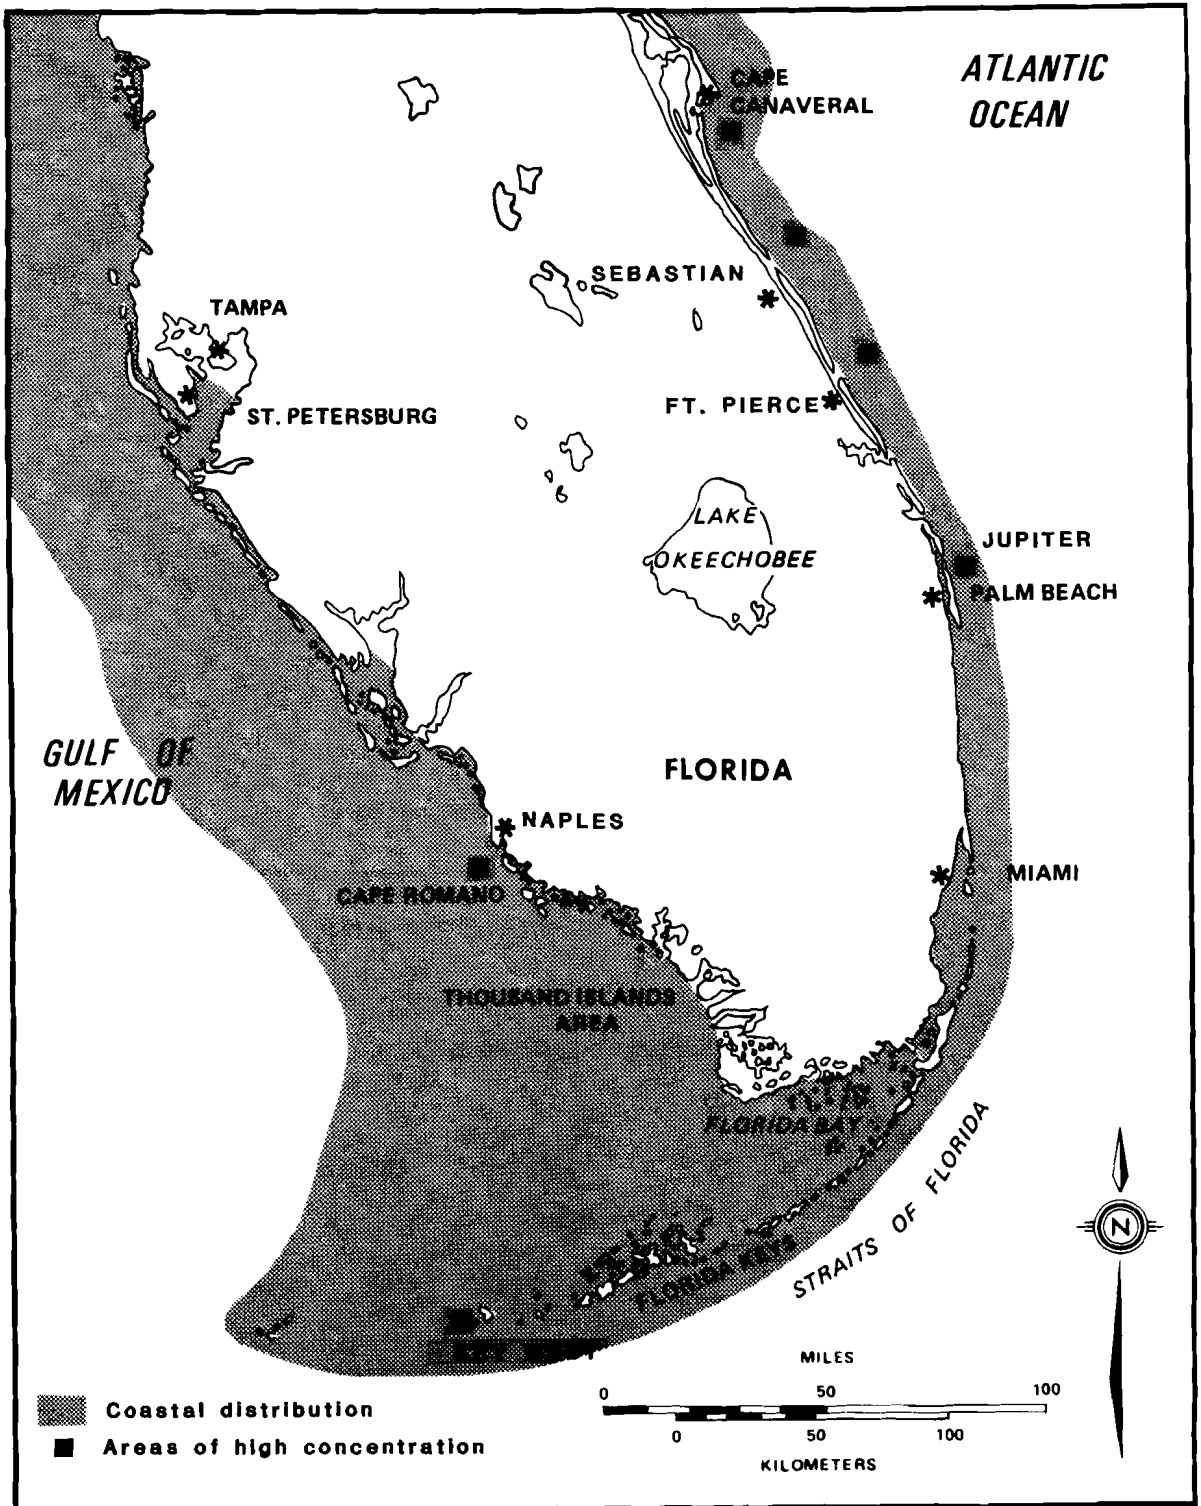 ATLANTIC
OCEAN
CAPE
CANAVERAL
SEBASTIAN
TAMPA
FT. PIERCE
ST. PETERSBURG
LAKE
OKEECHOBEE
JUPITER
PALM BEACH
GULF OF
MEXICO
FLORIDA
NAPLES
MIAMI
CAPE ROMANO
THOUSAND ISLANDS
AREA
FLORIDA BAY
STRAITS OF FLORIDA
FLORIDA KEYS
KEY WEST
N
MILES
0 50 100
0 50 100
KILOMETERS
Coastal distribution
Areas of high concentration